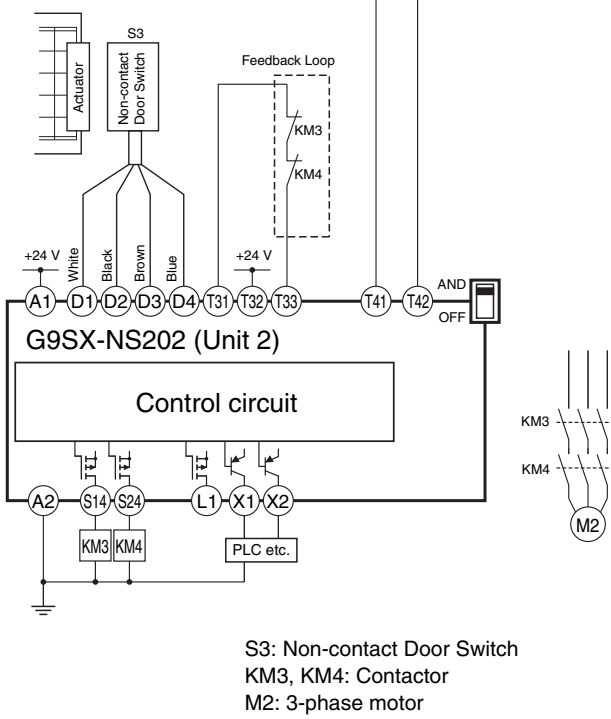 S3
Actuator
Non-contact
Door Switch
Feedback Loop
KM3
KM4
+24 V
White
Black
Brown
Blue
+24 V
AND
OFF
A1
D1
D2
D3
D4
T31
T32
T33
T41
T42
G9SX-NS202 (Unit 2)
Control circuit
KM3
KM4
M2
A2
S14
S24
L1
X1
X2
KM3
KM4
PLC etc.
S3: Non-contact Door Switch
KM3, KM4: Contactor
M2: 3-phase motor